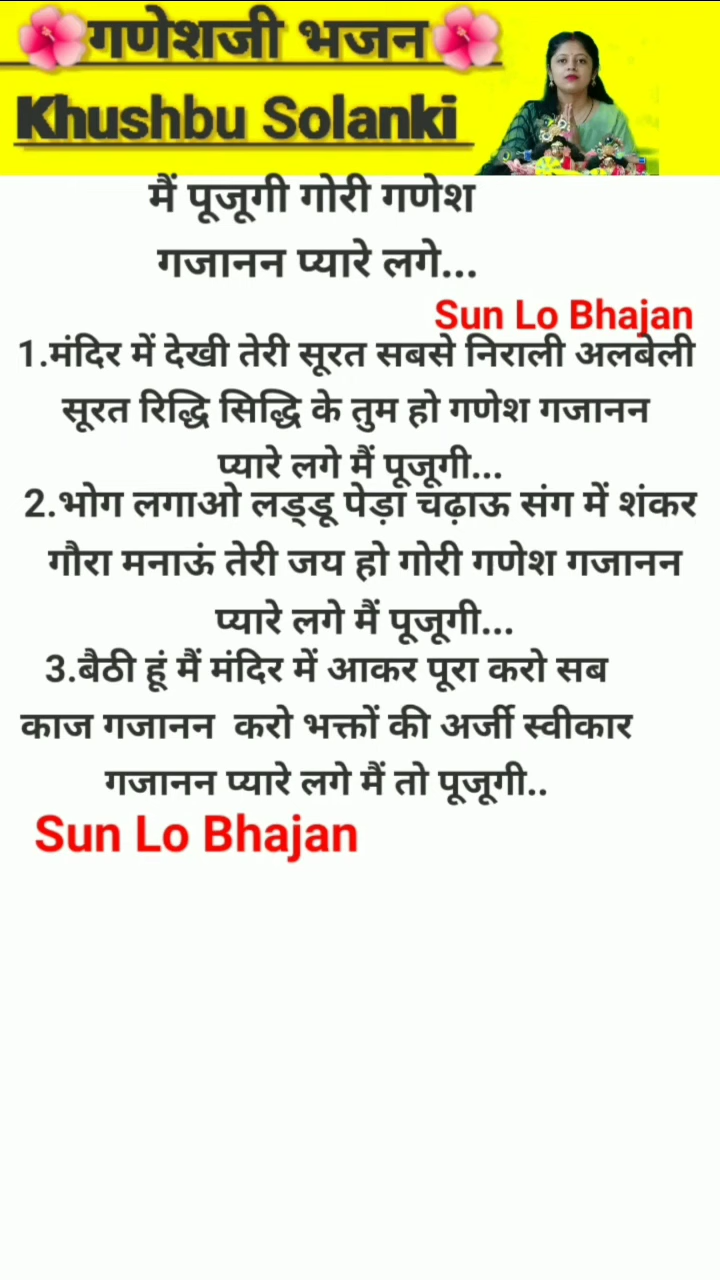 गणेशजी भजन
Khushbu Solanki
मैं पूजूगी गोरी गणेश
गजानन प्यारे लगे...
Sun Lo Bhajan
1.मंदिर में देखी तेरी सूरत सबसे निराली अलबेली
सूरत रिद्धि सिद्धि के तुम हो गणेश गजानन
प्यारे लगे मैं पूजूगी...
2.भोग लगाओ लड्डू पेड़ा चढ़ाऊ संग में शंकर
गौरा मनाऊं तेरी जय हो गोरी गणेश गजानन
प्यारे लगे मैं पूजूगी...
3.बैठी हूं मैं मंदिर में आकर पूरा करो सब
काज गजानन करो भक्तों की अर्जी स्वीकार
गजानन प्यारे लगे मैं तो पूजूगी..
Sun Lo Bhajan